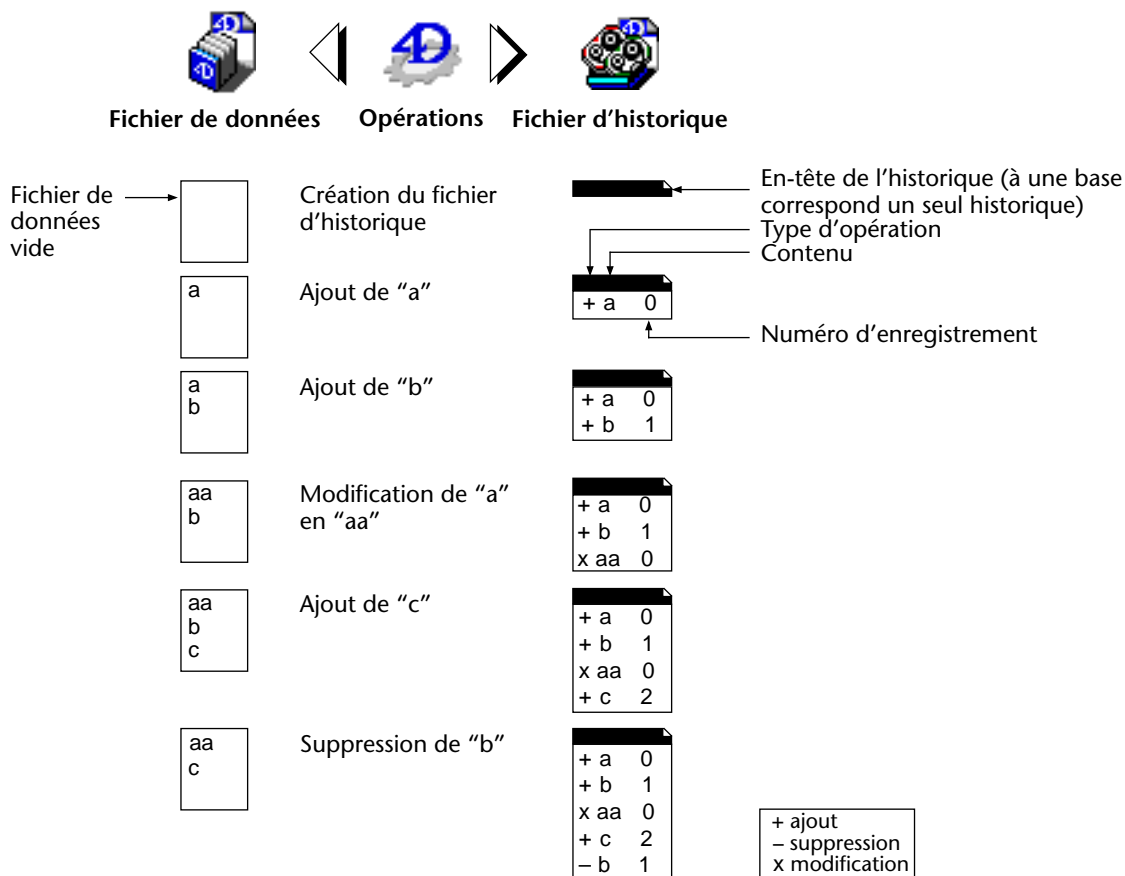 Fichier de données Opérations Fichier d’historique
Fichier de
données
vide
Création du fichier
d’historique
En-tête de l’historique (à une base
correspond un seul historique)
Type d’opération
Contenu
a
Ajout de “a”
+ a 0
Numéro d’enregistrement
a
b
Ajout de “b”
+ a 0
+ b 1
aa
b
Modification de “a”
en “aa”
+ a 0
+ b 1
x aa 0
aa
b
c
Ajout de “c”
+ a 0
+ b 1
x aa 0
+ c 2
aa
c
Suppression de “b”
+ a 0
+ b 1
x aa 0
+ c 2
– b 1
+ ajout
– suppression
x modification